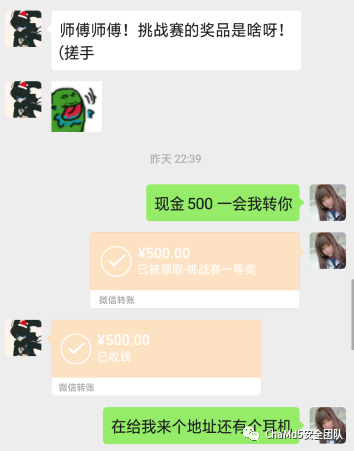 师傅师傅！挑战赛的奖品是啥呀！
（搓手
昨天 22:39
现金 500 一会我转你
¥500.00
已被领取-挑战赛一等奖
微信转账
¥500.00
已收钱
微信转账
在给我来个地址还有个耳机
ChaMd5安全团队